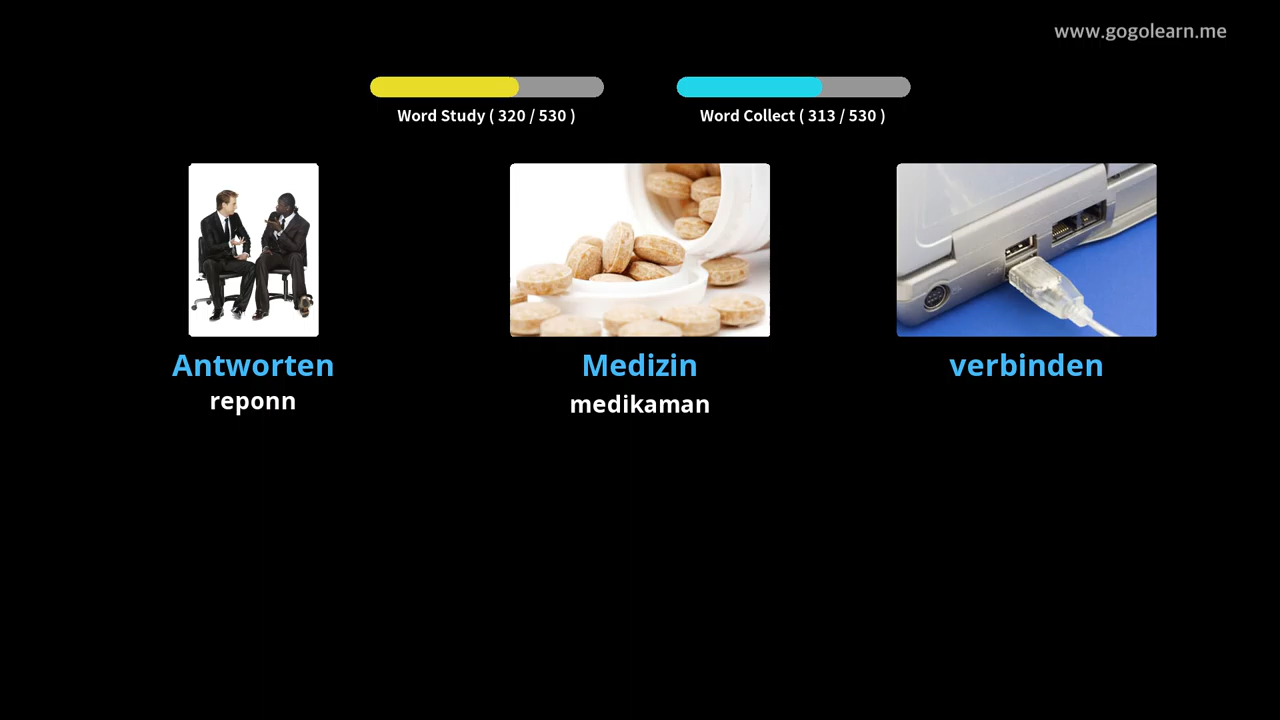 www.gogolearn.me
Word Study ( 320 / 530 )
Word Collect ( 313 / 530 )
Antworten
reponn
Medizin
medikaman
verbinden